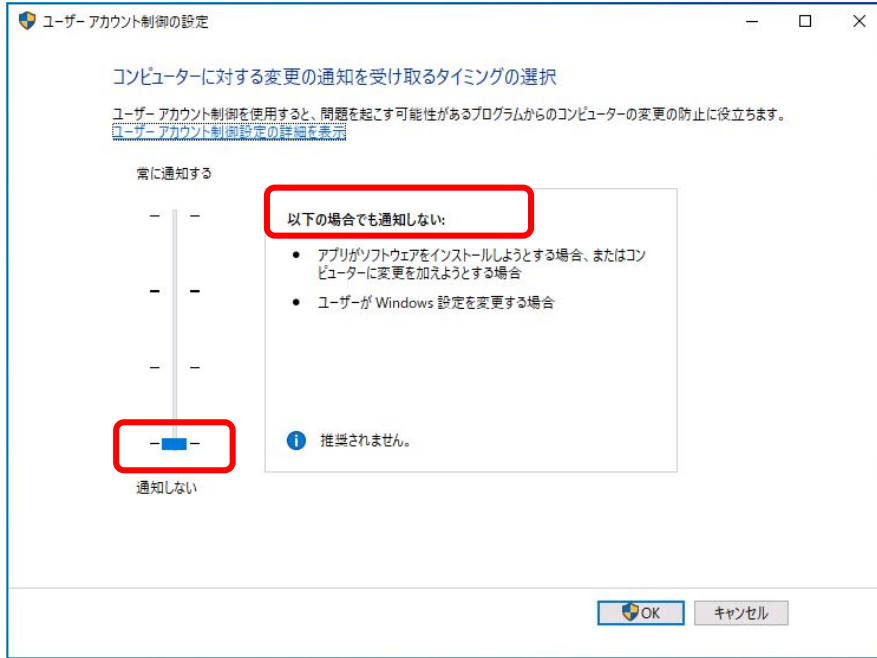 ユーザー アカウント制御の設定
コンピューターに対する変更の通知を受け取るタイミングの選択
ユーザー アカウント制御を使用すると、問題を起こす可能性があるプログラムからのコンピューターの変更の防止に役立ちます。
ユーザー アカウント制御設定の詳細を表示
常に通知する
以下の場合でも通知しない:
● アプリがソフトウェアをインストールしようとする場合、またはコン
ピューターに変更を加えようとする場合
● ユーザーが Windows 設定を変更する場合
推奨されません。
通知しない
OK キャンセル